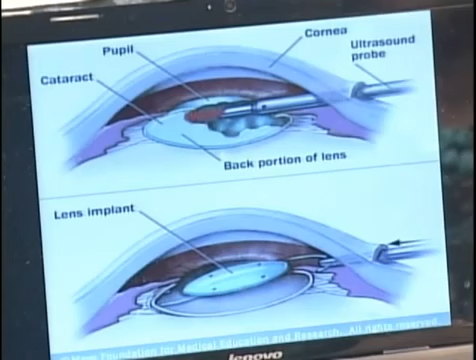 Cornea
Pupil
Ultrasound
probe
Cataract
Back portion of lens
Lens implant
© Mayo Foundation for Medical Education and Research. All rights reserved.
lenovo